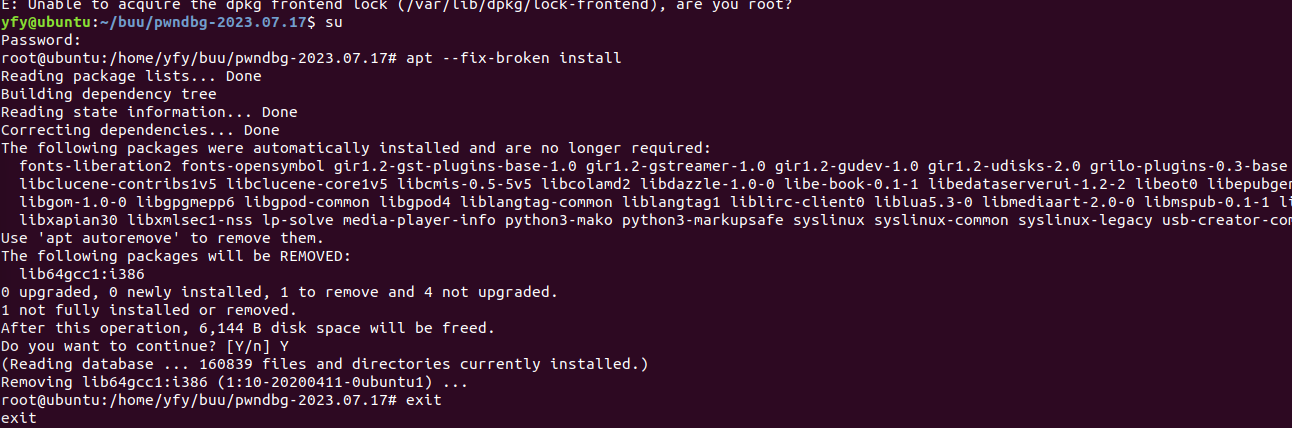 E: Unable to acquire the dpkg frontend lock (/var/lib/dpkg/lock-frontend), are you root?
yfy@ubuntu:~/buu/pwndbg-2023.07.17$ su
Password:
root@ubuntu:/home/yfy/buu/pwndbg-2023.07.17# apt --fix-broken install
Reading package lists... Done
Building dependency tree
Reading state information... Done
Correcting dependencies... Done
The following packages were automatically installed and are no longer required:
  fonts-liberation2 fonts-opensymbol gir1.2-gst-plugins-base-1.0 gir1.2-gstreamer-1.0 gir1.2-gudev-1.0 gir1.2-udisks-2.0 grilo-plugins-0.3-base
  libclucene-contribs1v5 libclucene-core1v5 libcmis-0.5-5v5 libcolamd2 libdazzle-1.0-0 libe-book-0.1-1 libedataserverui-1.2-2 libeot0 libepubgen
  libgom-1.0-0 libgpgmepp6 libgpod-common libgpod4 liblangtag-common liblangtag1 liblirc-client0 liblua5.3-0 libmediaart-2.0-0 libmspub-0.1-1 li
  libxapian30 libxmlsec1-nss lp-solve media-player-info python3-mako python3-markupsafe syslinux syslinux-common syslinux-legacy usb-creator-com
Use 'apt autoremove' to remove them.
The following packages will be REMOVED:
  lib64gcc1:i386
0 upgraded, 0 newly installed, 1 to remove and 4 not upgraded.
1 not fully installed or removed.
After this operation, 6,144 B disk space will be freed.
Do you want to continue? [Y/n] Y
(Reading database ... 160839 files and directories currently installed.)
Removing lib64gcc1:i386 (1:10-20200411-0ubuntu1) ...
root@ubuntu:/home/yfy/buu/pwndbg-2023.07.17# exit
exit